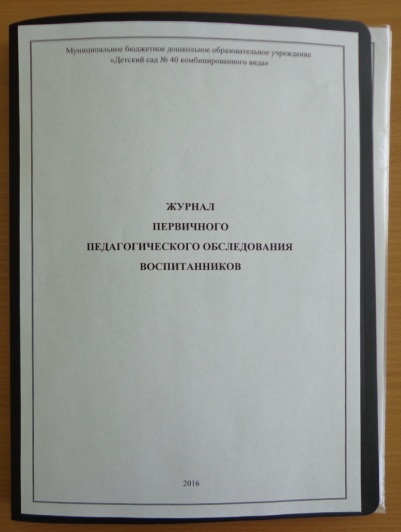 Муниципальное бюджетное дошкольное образовательное учреждение
«Детский сад № 40 комбинированного вида»
ЖУРНАЛ
ПЕРВИЧНОГО
ПЕДАГОГИЧЕСКОГО ОБСЛЕДОВАНИЯ
ВОСПИТАННИКОВ
2016